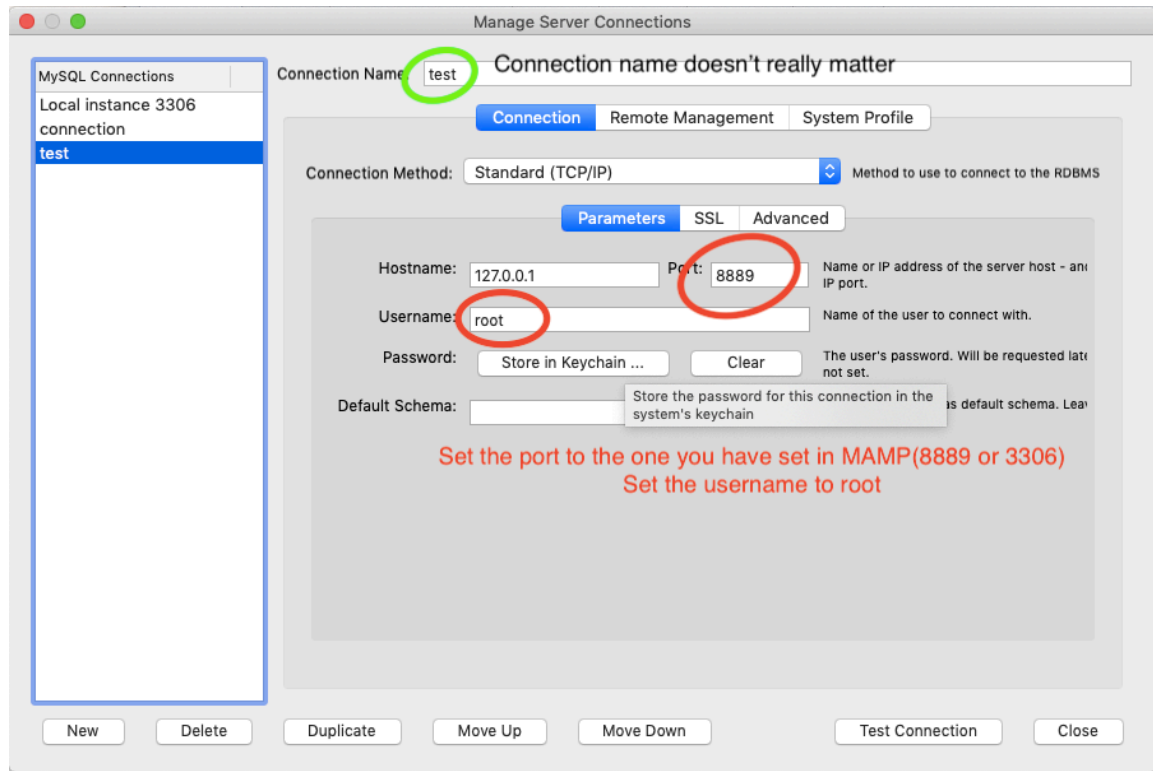 Manage Server Connections
MySQL Connections
Local instance 3306
connection
test
Connection Name: test Connection name doesn't really matter
Connection Remote Management System Profile
Connection Method: Standard (TCP/IP) Method to use to connect to the RDBMS
Parameters SSL Advanced
Hostname: 127.0.0.1 Port: 8889 Name or IP address of the server host - and
IP port.
Username: root Name of the user to connect with.
Password: Store in Keychain ... Clear The user's password. Will be requested late
not set.
Default Schema: as default schema. Leav
Store the password for this connection in the
system's keychain
Set the port to the one you have set in MAMP(8889 or 3306)
Set the username to root
New Delete Duplicate Move Up Move Down Test Connection Close